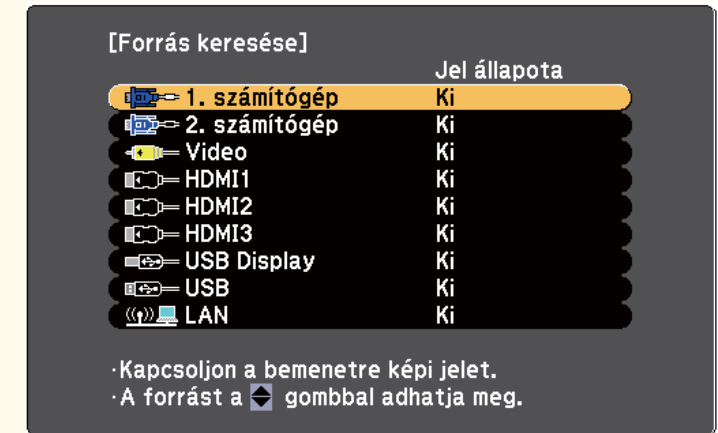 [Forrás keresése]
Jel állapota
1. számítógép Ki
2. számítógép Ki
Video Ki
HDMI1 Ki
HDMI2 Ki
HDMI3 Ki
USB Display Ki
USB Ki
LAN Ki
·Kapcsoljon a bemenetre képi jelet.
·A forrást a gombbal adhatja meg.